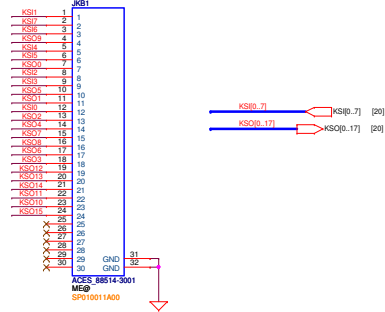 JKB1
KSI1 1 1
KSI7 2 2
KSI6 3 3
KSO9 4 4
KSI4 5 5
KSI5 6 6
KSO0 7 7
KSI2 8 8
KSI3 9 9
KSO5 10 10
KSO1 11 11
KSI0 12 12
KSO2 13 13
KSO4 14 14
KSO7 15 15
KSO8 16 16
KSO6 17 17
KSO3 18 18
KSO12 19 19
KSO13 20 20
KSO14 21 21
KSO11 22 22
KSO10 23 23
KSO15 24 24
25 25
26 26
27 27
28 28
29 29 GND 31
30 30 GND 32
ACES_88514-3001
ME@
SP010011A00
KSI[0..7] KSI[0..7] [20]
KSO[0..17] KSO[0..17] [20]